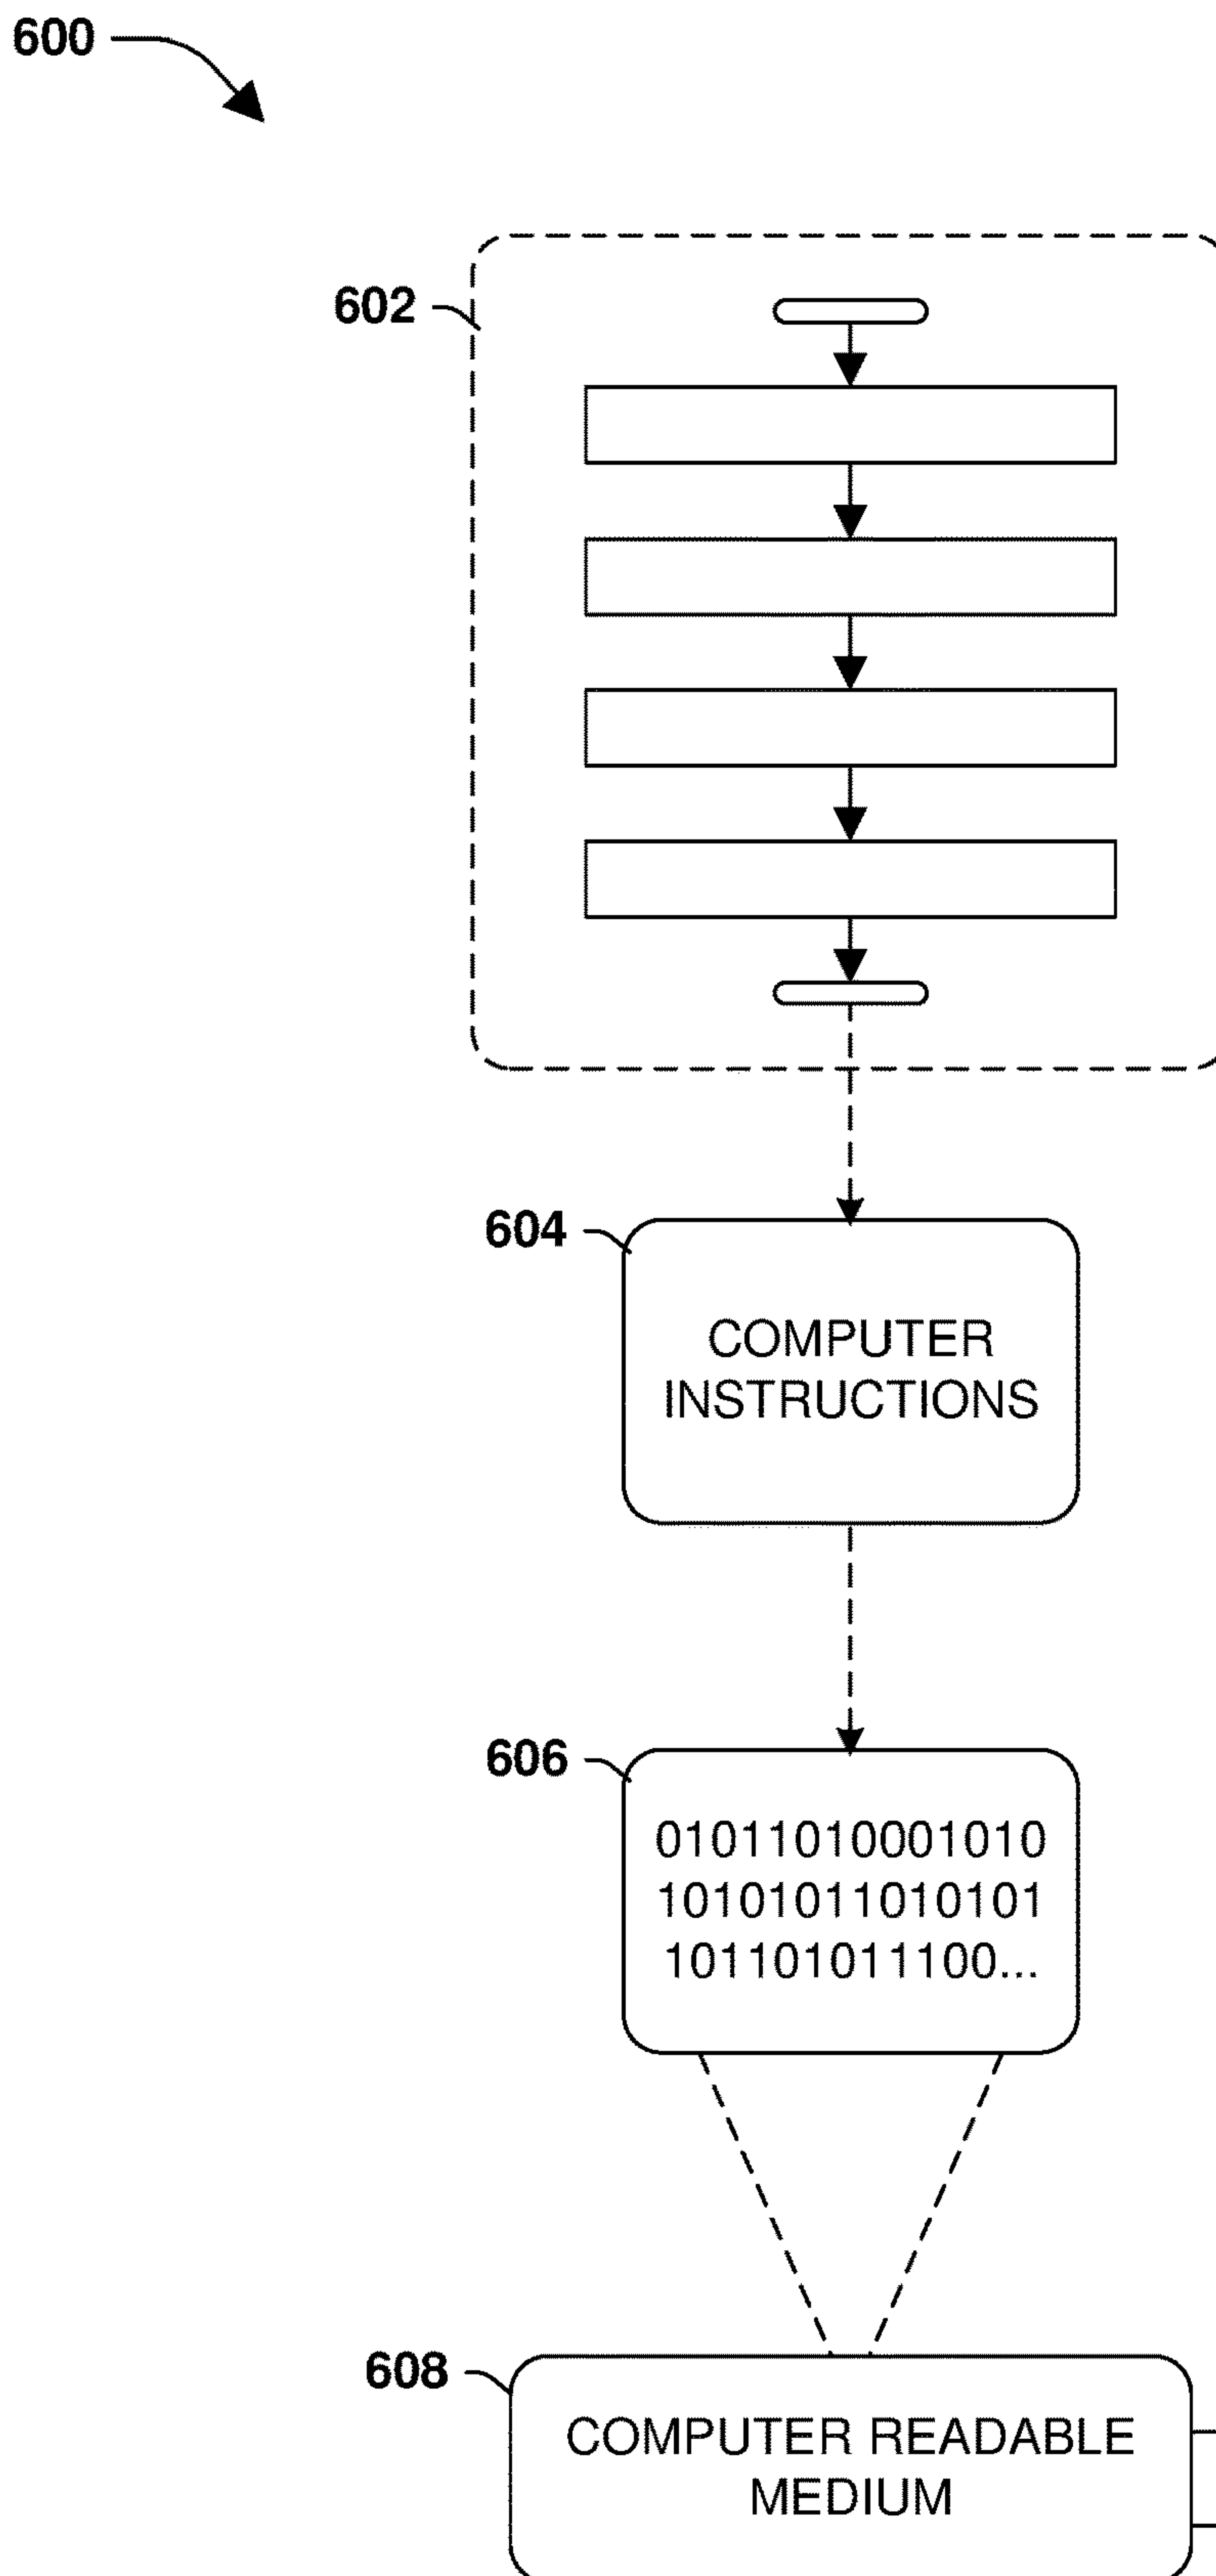 600
602
604
COMPUTER
INSTRUCTIONS
606
01011010001010
10101011010101
101101011100...
608
COMPUTER READABLE
MEDIUM